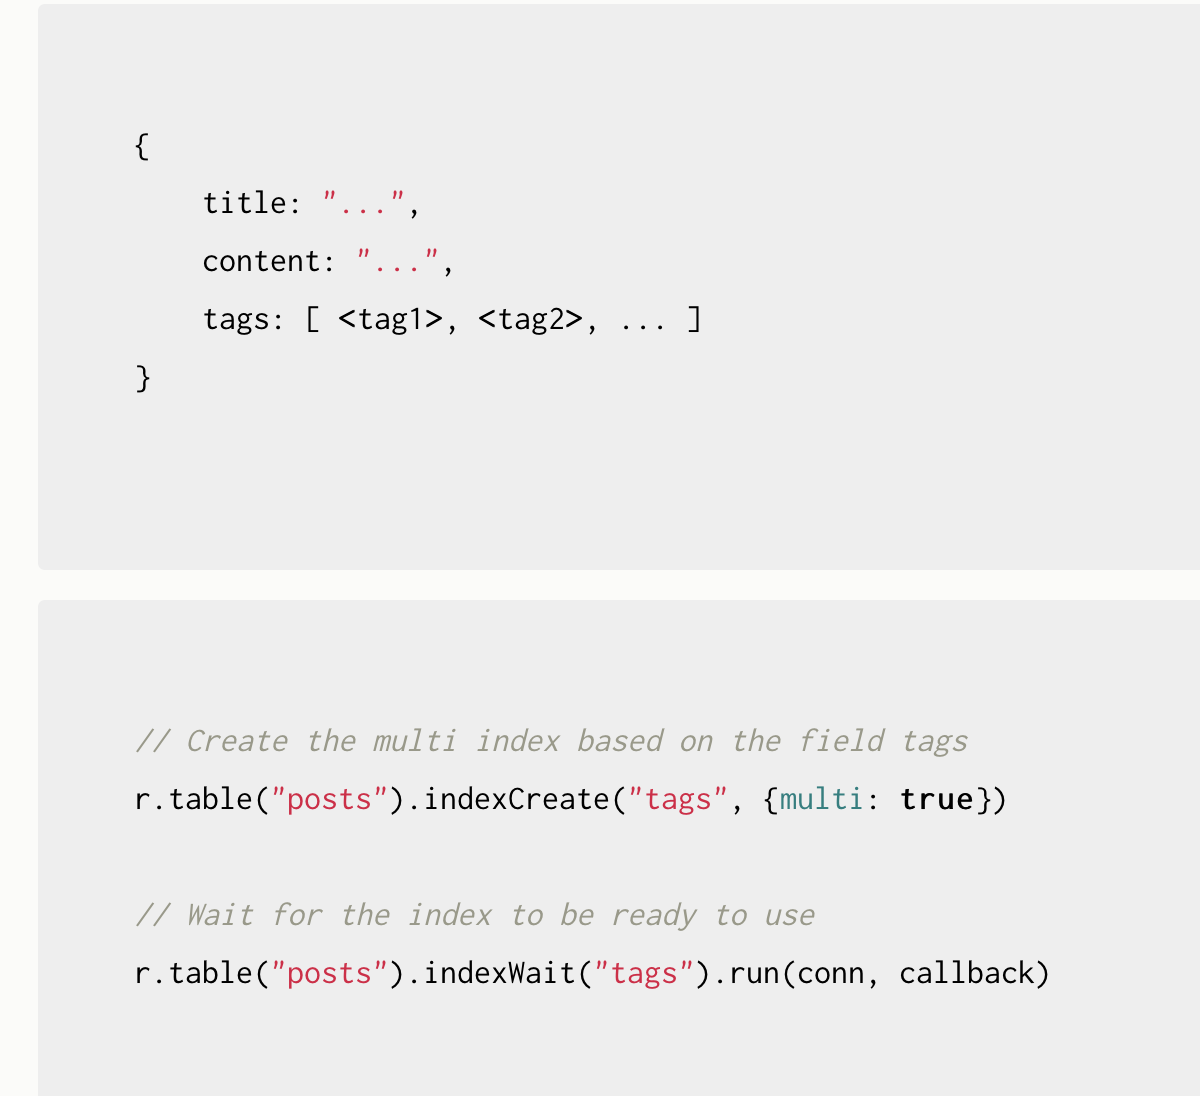 {
    title: "...",
    content: "...",
    tags: [ <tag1>, <tag2>, ... ]
}
// Create the multi index based on the field tags
r.table("posts").indexCreate("tags", {multi: true})
// Wait for the index to be ready to use
r.table("posts").indexWait("tags").run(conn, callback)